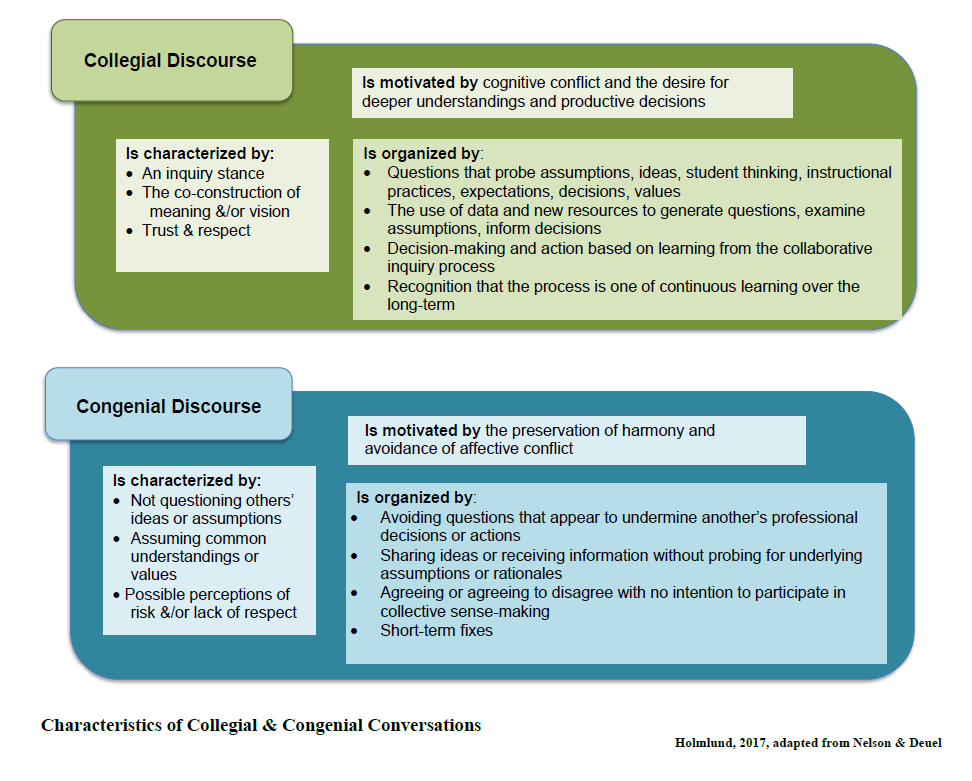 Collegial Discourse
Is motivated by cognitive conflict and the desire for
deeper understandings and productive decisions
Is characterized by:
• An inquiry stance
• The co-construction of
meaning &/or vision
• Trust & respect
Is organized by:
• Questions that probe assumptions, ideas, student thinking, instructional
practices, expectations, decisions, values
• The use of data and new resources to generate questions, examine
assumptions, inform decisions
• Decision-making and action based on learning from the collaborative
inquiry process
• Recognition that the process is one of continuous learning over the
long-term
Congenial Discourse
Is motivated by the preservation of harmony and
avoidance of affective conflict
Is characterized by:
• Not questioning others’
ideas or assumptions
• Assuming common
understandings or
values
• Possible perceptions of
risk &/or lack of respect
Is organized by:
• Avoiding questions that appear to undermine another’s professional
decisions or actions
• Sharing ideas or receiving information without probing for underlying
assumptions or rationales
• Agreeing or agreeing to disagree with no intention to participate in
collective sense-making
• Short-term fixes
Characteristics of Collegial & Congenial Conversations
Holmlund, 2017, adapted from Nelson & Deuel